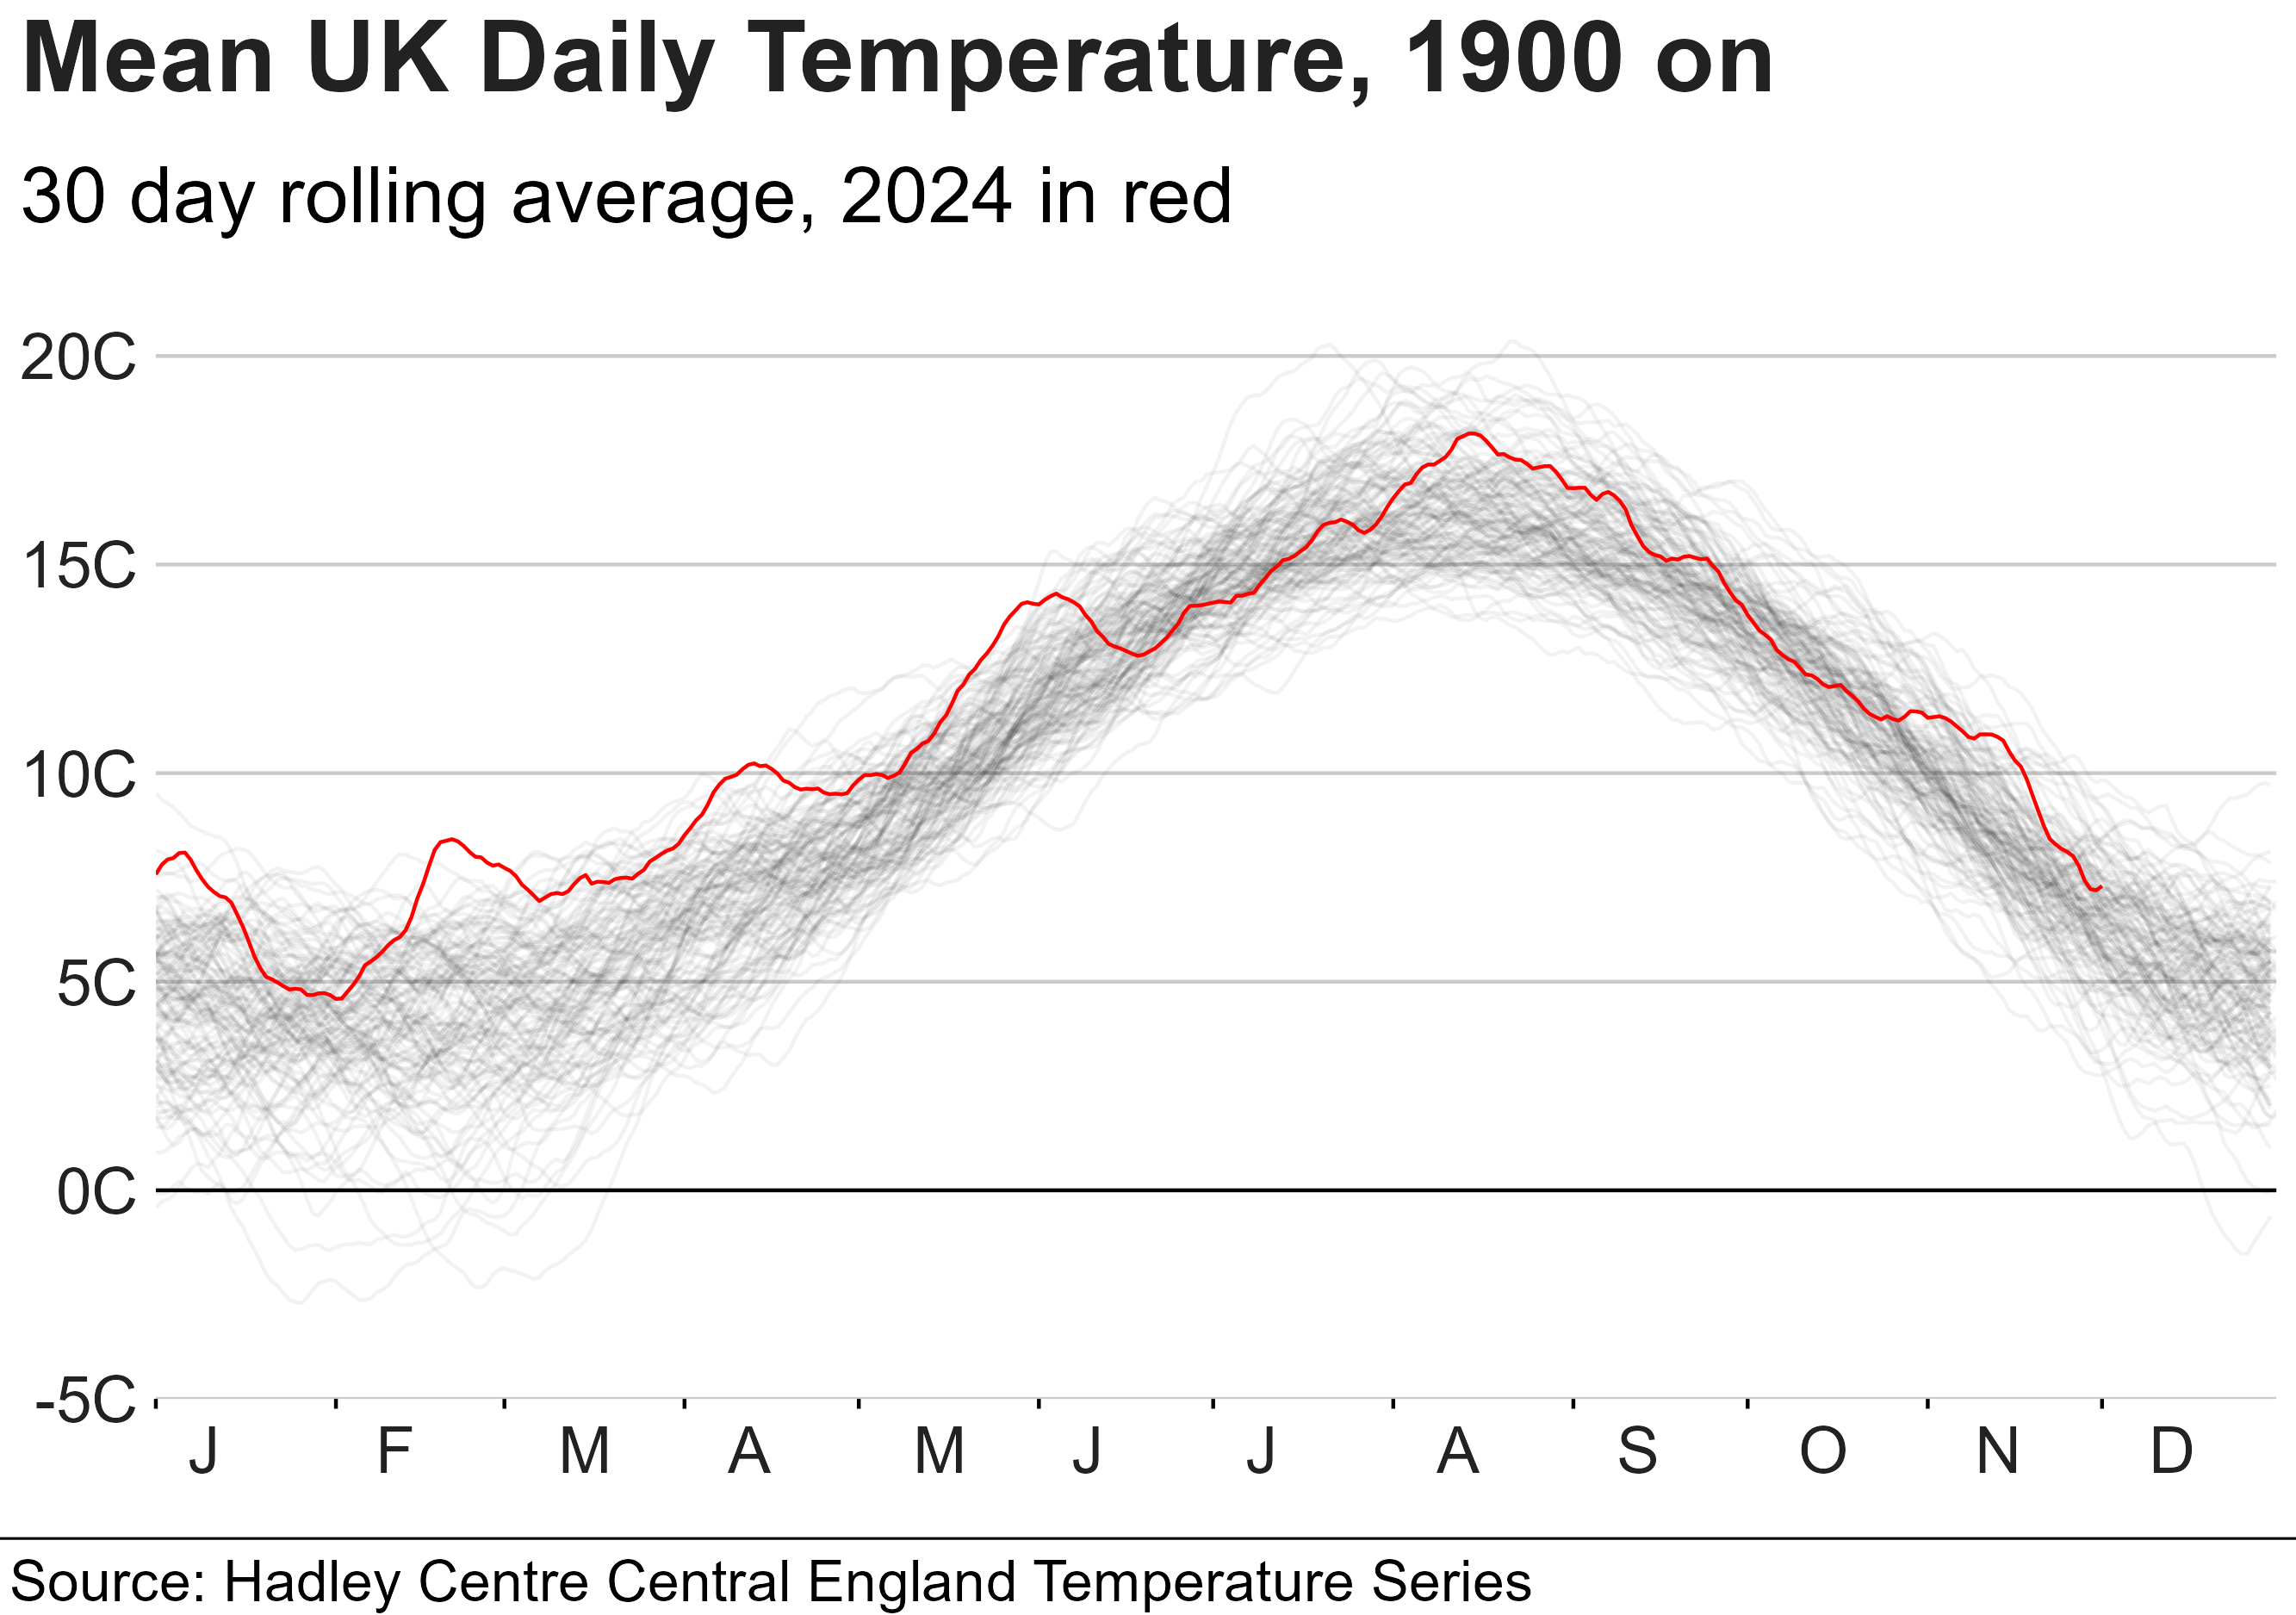 Mean UK Daily Temperature, 1900 on
30 day rolling average, 2024 in red
20C
15C
10C
5C
0C
-5C
J F M A M J J A S O N D
Source: Hadley Centre Central England Temperature Series